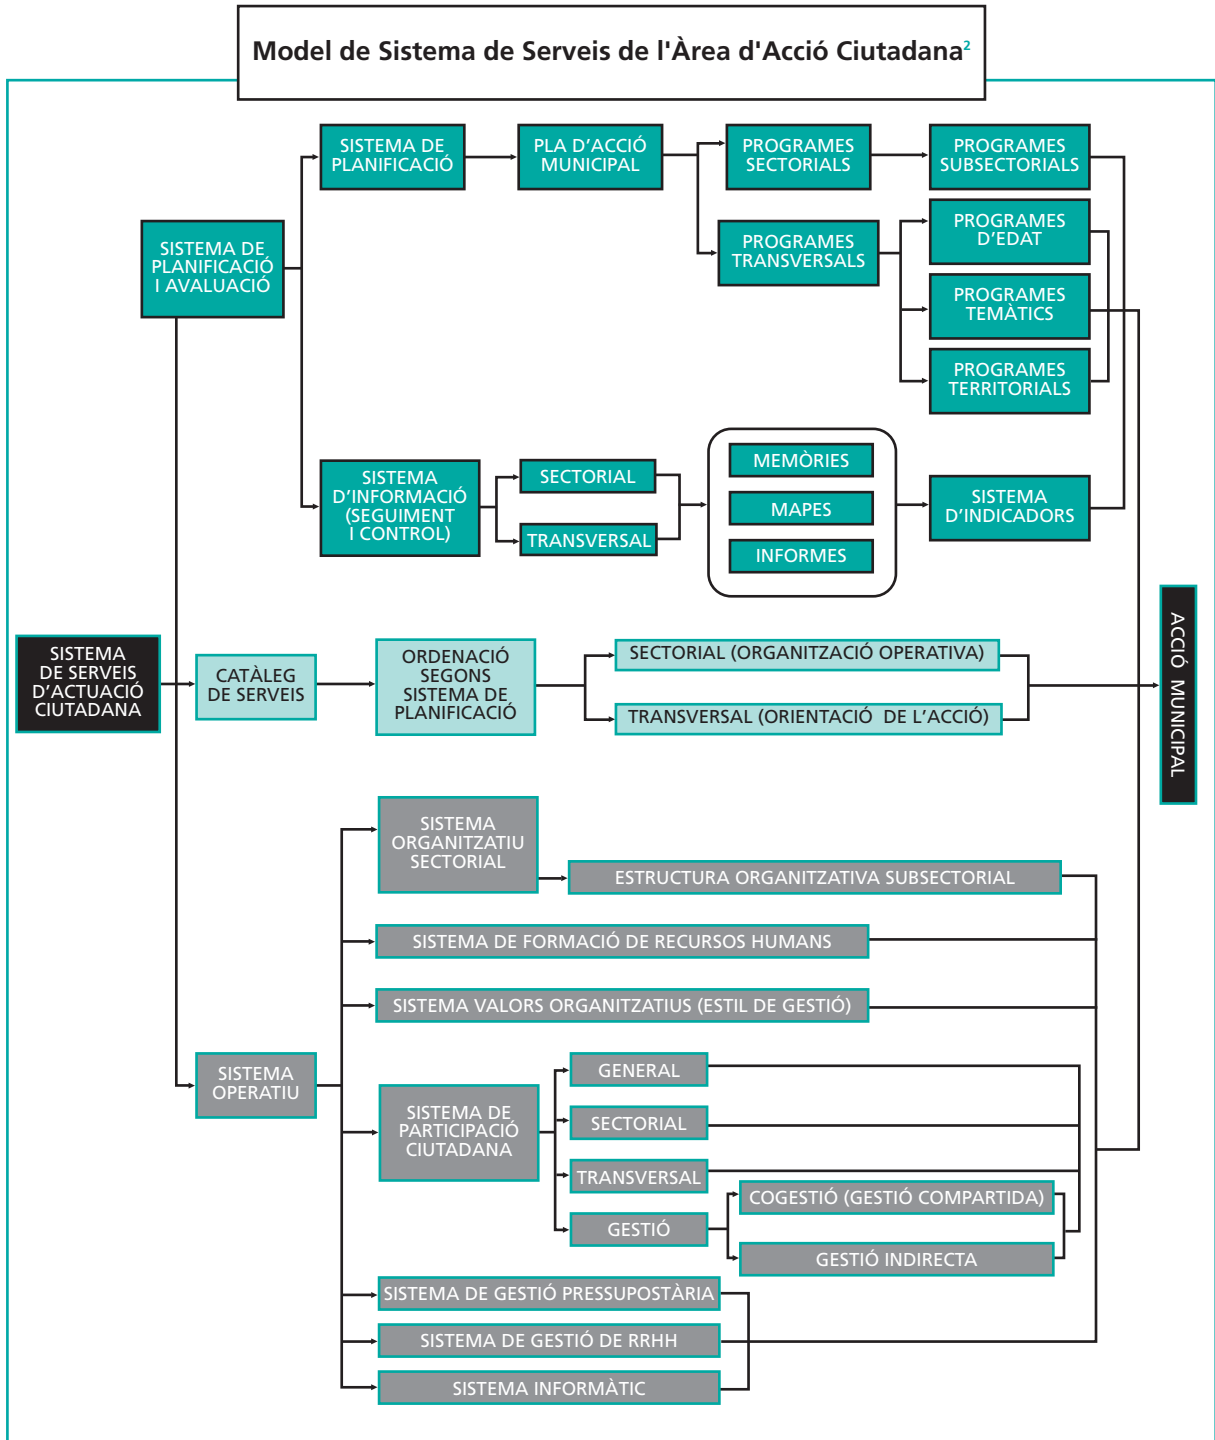 Model de Sistema de Serveis de l'Àrea d'Acció Ciutadana²
SISTEMA DE
PLANIFICACIÓ
PLA D’ACCIÓ
MUNICIPAL
PROGRAMES
SECTORIALS
PROGRAMES
SUBSECTORIALS
SISTEMA DE
PLANIFICACIÓ
I AVALUACIÓ
PROGRAMES
TRANSVERSALS
PROGRAMES
D’EDAT
PROGRAMES
TEMÀTICS
PROGRAMES
TERRITORIALS
SISTEMA
D’INFORMACIÓ
(SEGUIMENT
I CONTROL)
SECTORIAL
TRANSVERSAL
MEMÒRIES
MAPES
INFORMES
SISTEMA
D’INDICADORS
SISTEMA
DE SERVEIS
D’ACTUACIÓ
CIUTADANA
CATÀLEG
DE SERVEIS
ORDENACIÓ
SEGONS
SISTEMA DE
PLANIFICACIÓ
SECTORIAL (ORGANITZACIÓ OPERATIVA)
TRANSVERSAL (ORIENTACIÓ DE L’ACCIÓ)
ACCIÓ MUNICIPAL
SISTEMA
ORGANITZATIU
SECTORIAL
ESTRUCTURA ORGANITZATIVA SUBSECTORIAL
SISTEMA DE FORMACIÓ DE RECURSOS HUMANS
SISTEMA VALORS ORGANITZATIUS (ESTIL DE GESTIÓ)
SISTEMA
OPERATIU
SISTEMA DE
PARTICIPACIÓ
CIUTADANA
GENERAL
SECTORIAL
TRANSVERSAL
GESTIÓ
COGESTIÓ (GESTIÓ COMPARTIDA)
GESTIÓ INDIRECTA
SISTEMA DE GESTIÓ PRESSUPOSTÀRIA
SISTEMA DE GESTIÓ DE RRHH
SISTEMA INFORMÀTIC